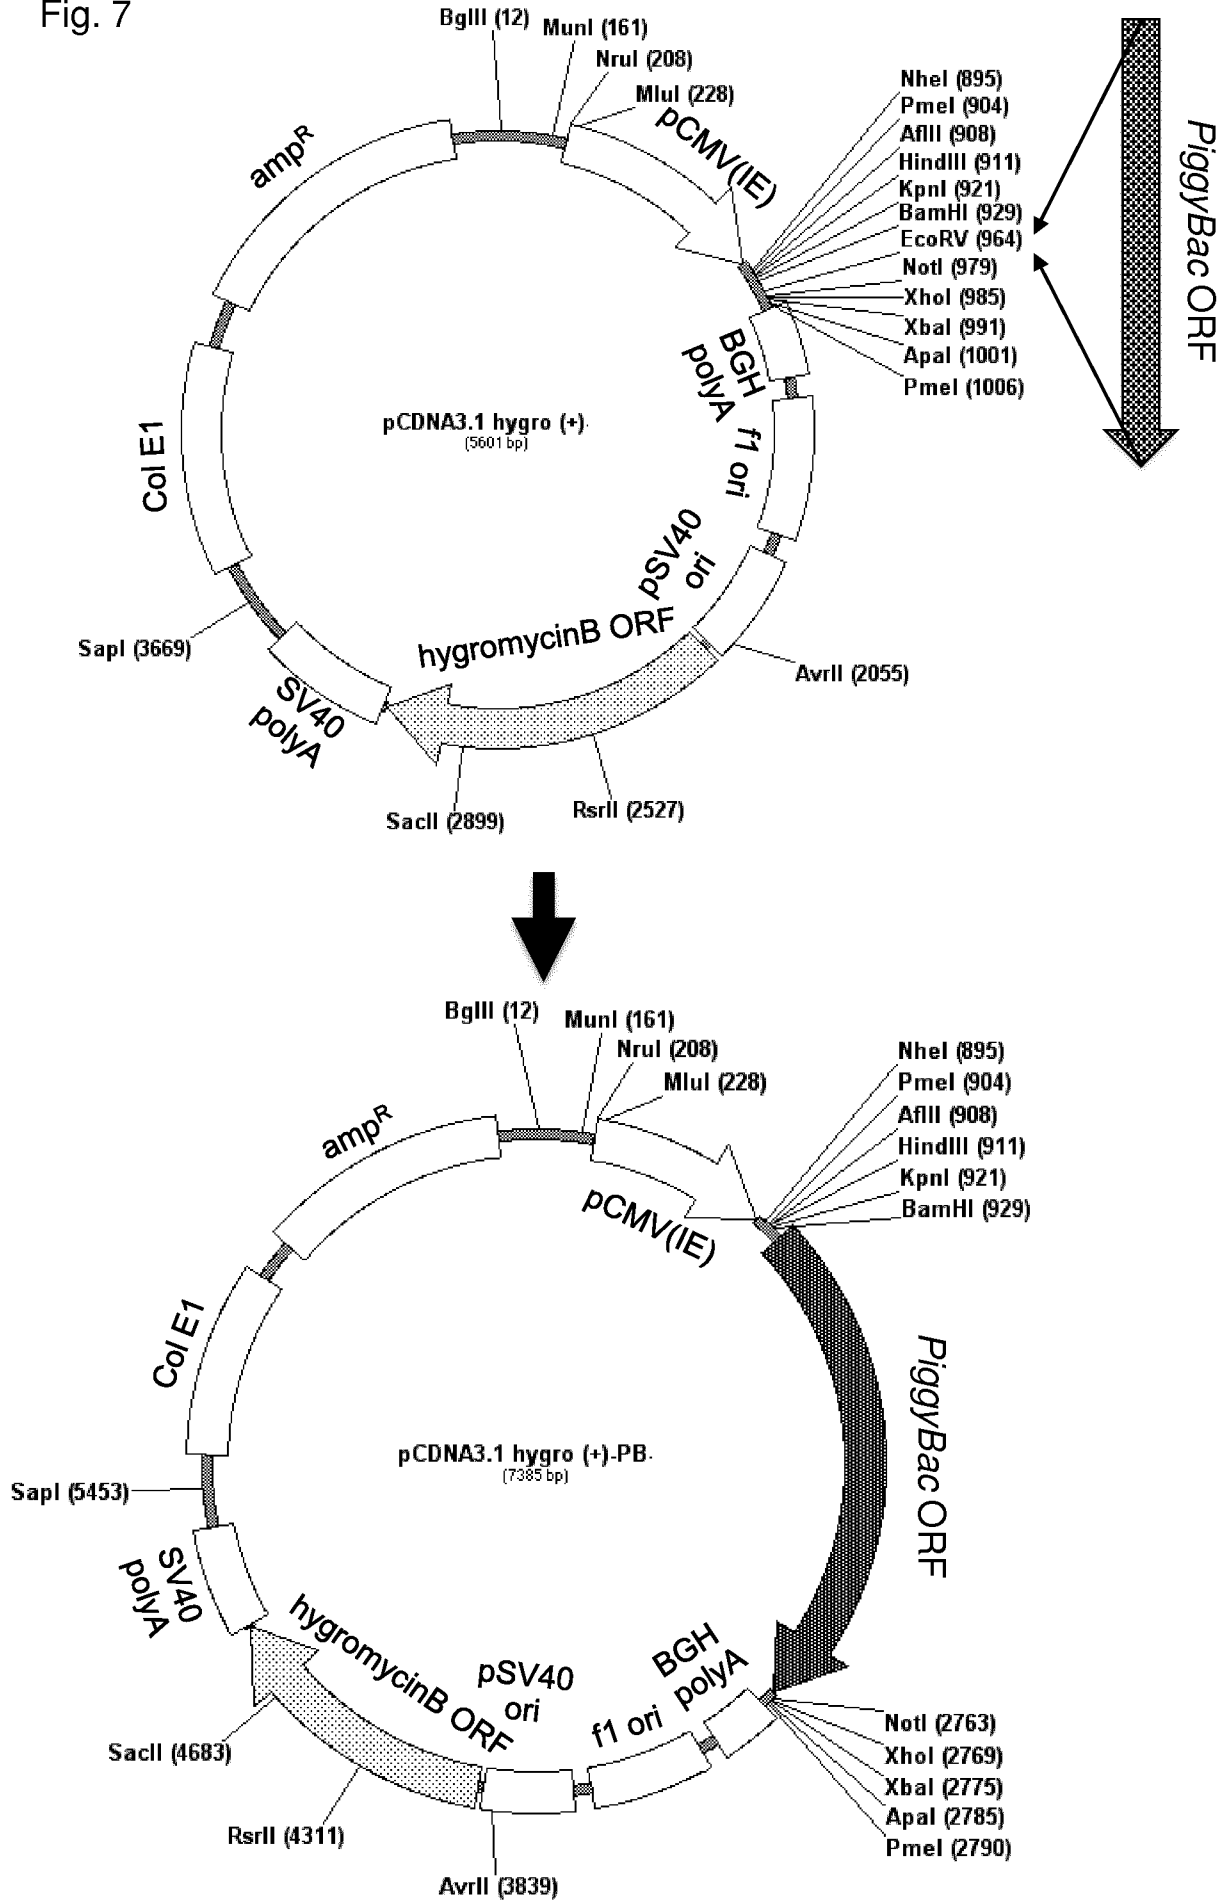 Fig. 7
BglII (12)
MunI (161)
NruI (208)
MluI (228)
pCMV(IE)
ampR
NheI (895)
PmeI (904)
AflII (908)
HindIII (911)
KpnI (921)
BamHI (929)
EcoRV (964)
NotI (979)
XhoI (985)
XbaI (991)
ApaI (1001)
PmeI (1006)
PiggyBac ORF
BGH
polyA
pCDNA3.1 hygro (+)
(5601 bp)
f1 ori
Col E1
pSV40
ori
hygromycinB ORF
SapI (3669)
AvrII (2055)
SV40
polyA
SacII (2899)
RsrII (2527)
BglII (12)
MunI (161)
NruI (208)
MluI (228)
NheI (895)
PmeI (904)
AflII (908)
HindIII (911)
KpnI (921)
BamHI (929)
ampR
pCMV(IE)
Col E1
PiggyBac ORF
pCDNA3.1 hygro (+)-PB
(7385 bp)
SapI (5453)
SV40
polyA
hygromycinB ORF
pSV40
ori
f1 ori
BGH
polyA
NotI (2763)
XhoI (2769)
XbaI (2775)
ApaI (2785)
PmeI (2790)
SacII (4683)
RsrII (4311)
AvrII (3839)